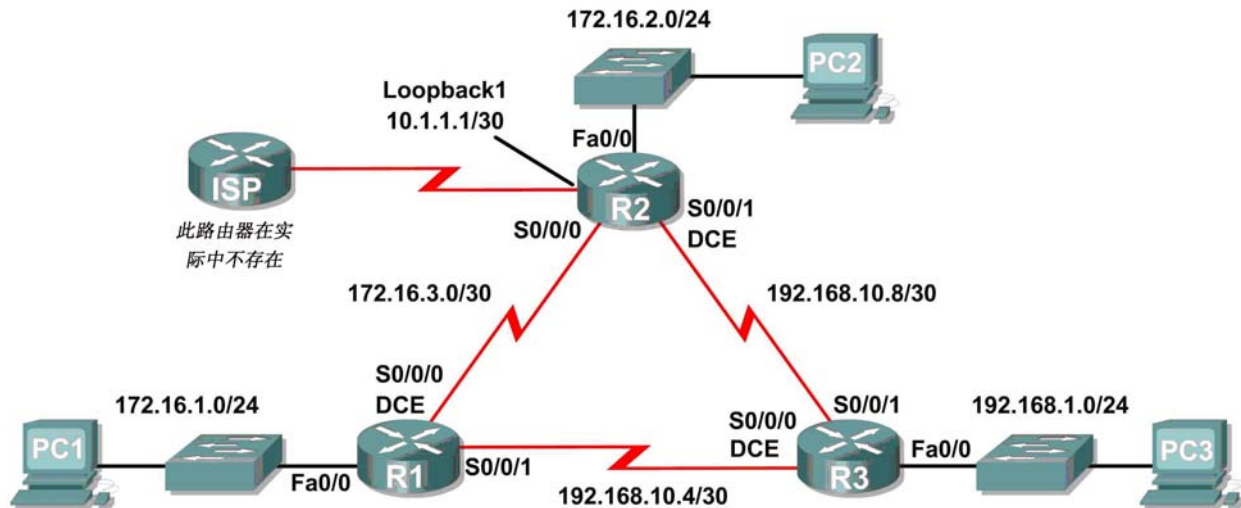 172.16.2.0/24
PC2
Loopback1
10.1.1.1/30
Fa0/0
ISP
R2
此路由器在实
际中不存在
S0/0/0
S0/0/1
DCE
172.16.3.0/30
192.168.10.8/30
S0/0/0
DCE
172.16.1.0/24
S0/0/0
DCE
S0/0/1
192.168.1.0/24
PC1
Fa0/0
R1
S0/0/1
192.168.10.4/30
R3
Fa0/0
PC3